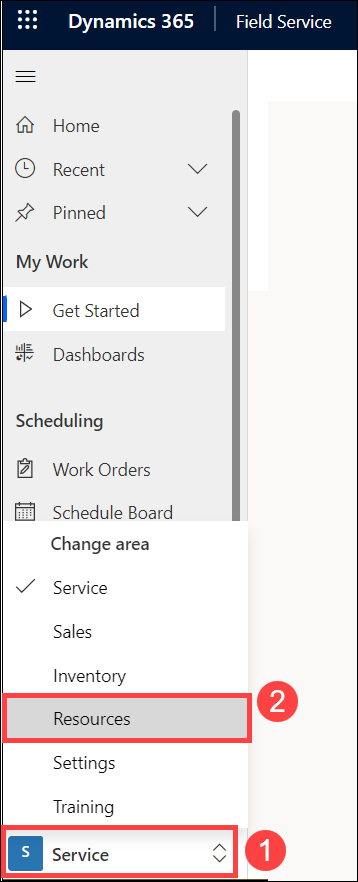 Dynamics 365 Field Service
Home
Recent
Pinned
My Work
Get Started
Dashboards
Scheduling
Work Orders
Schedule Board
Change area
Service
Sales
Inventory
Resources
2
Settings
Training
S Service
1